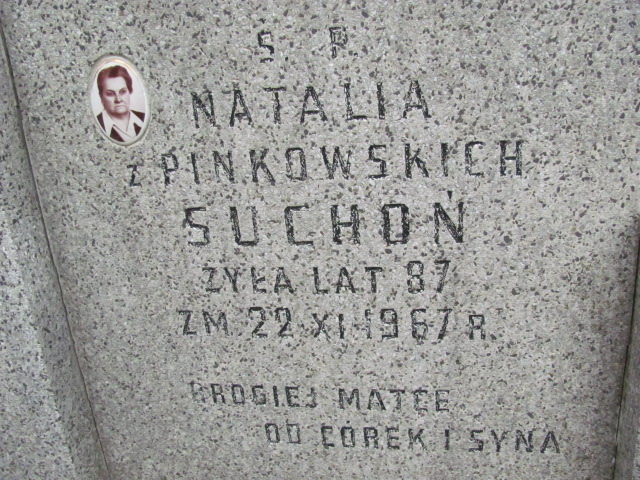 Ś. P.
NATALIA
z PINKOWSKICH
SUCHOŃ
ŻYŁA LAT 87
ZM 22 XI 1967 R.
DROGIEJ MATCE
OD CÓREK I SYNA